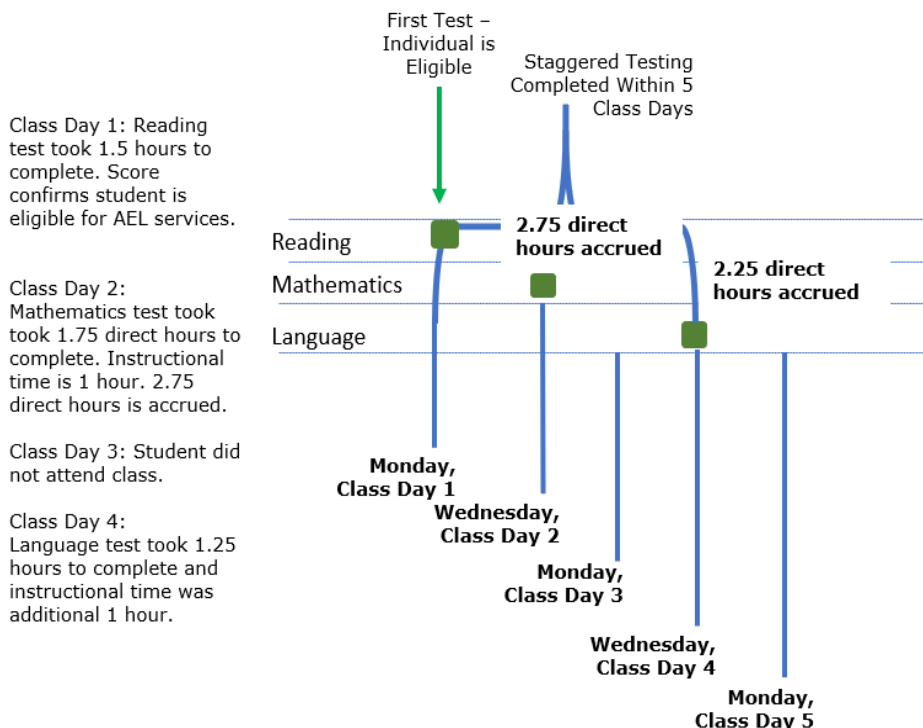 First Test –
Individual is
Eligible
Staggered Testing
Completed Within 5
Class Days
Class Day 1: Reading
test took 1.5 hours to
complete. Score
confirms student is
eligible for AEL services.
Class Day 2:
Mathematics test took
took 1.75 direct hours to
complete. Instructional
time is 1 hour. 2.75
direct hours is accrued.
Class Day 3: Student did
not attend class.
Class Day 4:
Language test took 1.25
hours to complete and
instructional time was
additional 1 hour.
Reading
Mathematics
Language
2.75 direct
hours accrued
2.25 direct
hours accrued
Monday,
Class Day 1
Wednesday,
Class Day 2
Monday,
Class Day 3
Wednesday,
Class Day 4
Monday,
Class Day 5